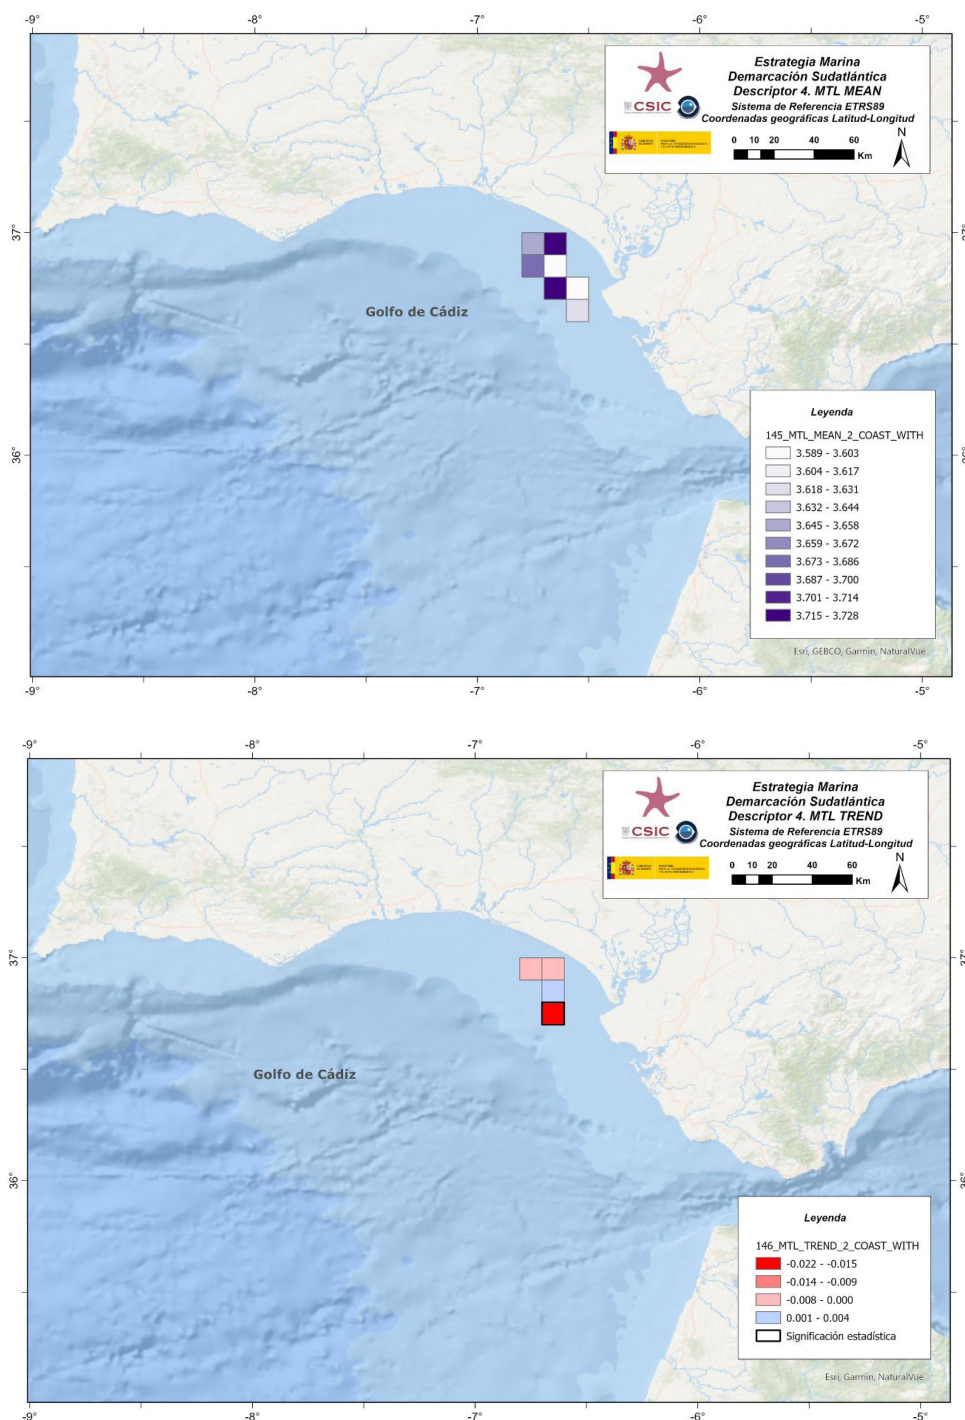 -9° -8° -7° -6° -5°
Estrategia Marina
Demarcación Sudatlántica
Descriptor 4. MTL MEAN
Sistema de Referencia ETRS89
Coordenadas geográficas Latitud-Longitud
CSIC
0 10 20 40 60
Km
N
37° 37°
Golfo de Cádiz
Leyenda
145_MTL_MEAN_2_COAST_WITH
3.589 - 3.603
3.604 - 3.617
3.618 - 3.631
3.632 - 3.644
3.645 - 3.658
3.659 - 3.672
3.673 - 3.686
3.687 - 3.700
3.701 - 3.714
3.715 - 3.728
36° 36°
Esri, GEBCO, Garmin, NaturalVue
-9° -8° -7° -6° -5°
-9° -8° -7° -6° -5°
Estrategia Marina
Demarcación Sudatlántica
Descriptor 4. MTL TREND
Sistema de Referencia ETRS89
Coordenadas geográficas Latitud-Longitud
CSIC
0 10 20 40 60
Km
N
37° 37°
Golfo de Cádiz
36° 36°
Leyenda
146_MTL_TREND_2_COAST_WITH
-0.022 - -0.015
-0.014 - -0.009
-0.008 - 0.000
0.001 - 0.004
Significación estadística
Esri, Garmin, NaturalVue
-9° -8° -7° -6° -5°